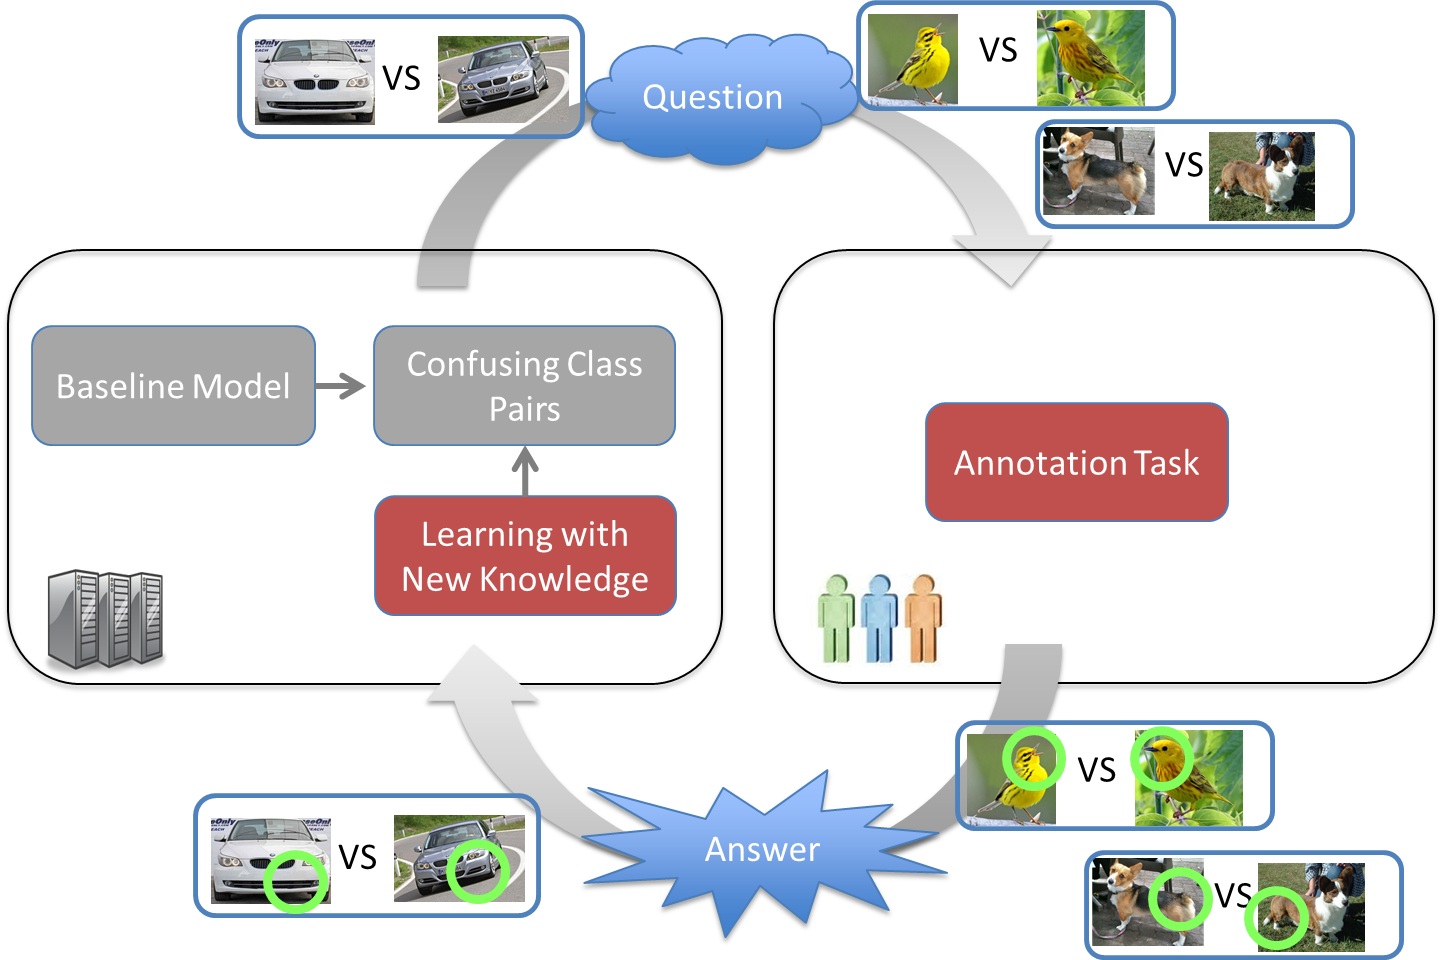 VS
Question
VS
VS
Baseline Model
Confusing Class
Pairs
Learning with
New Knowledge
Annotation Task
VS
VS
Answer
VS